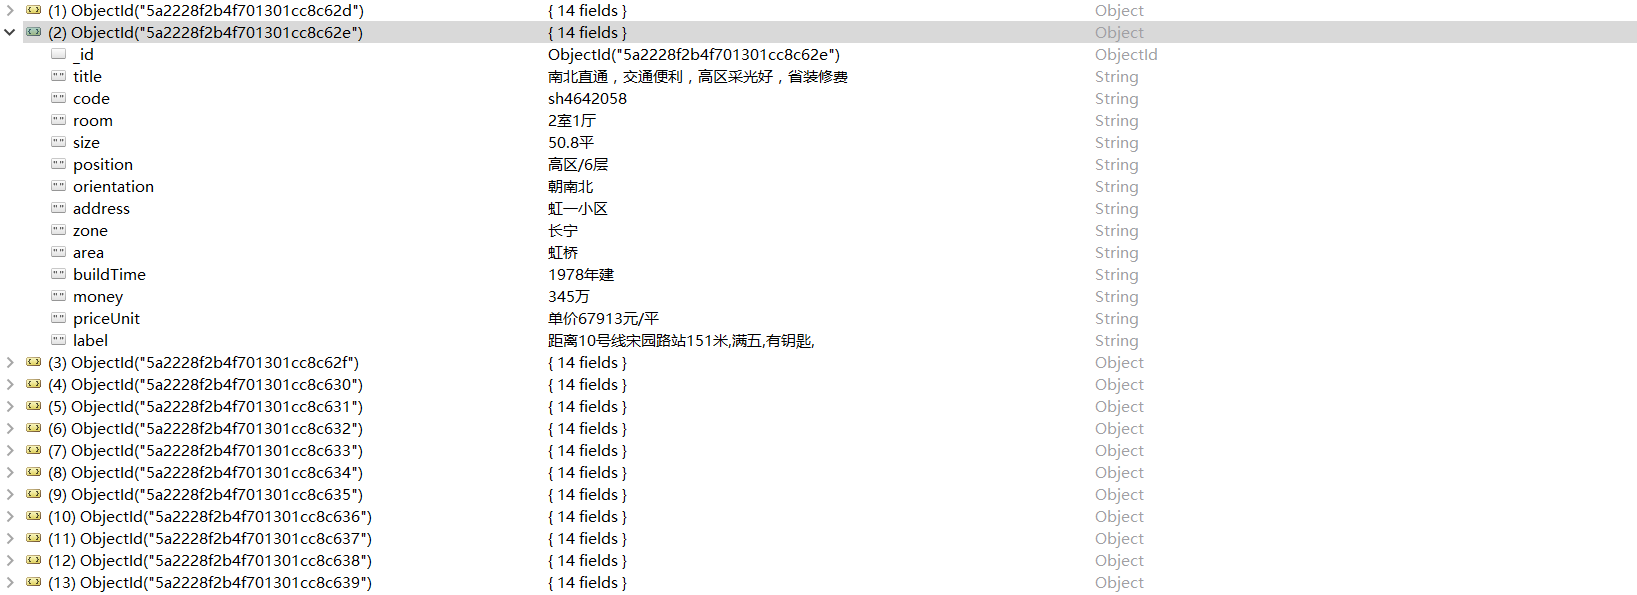 (1) ObjectId("5a2228f2b4f701301cc8c62d") { 14 fields } Object
(2) ObjectId("5a2228f2b4f701301cc8c62e") { 14 fields } Object
_id ObjectId("5a2228f2b4f701301cc8c62e") ObjectId
title 南北直通，交通便利，高区采光好，省装修费 String
code sh4642058 String
room 2室1厅 String
size 50.8平 String
position 高区/6层 String
orientation 朝南北 String
address 虹一小区 String
zone 长宁 String
area 虹桥 String
buildTime 1978年建 String
money 345万 String
priceUnit 单价67913元/平 String
label 距离10号线宋园路站151米,满五,有钥匙, String
(3) ObjectId("5a2228f2b4f701301cc8c62f") { 14 fields } Object
(4) ObjectId("5a2228f2b4f701301cc8c630") { 14 fields } Object
(5) ObjectId("5a2228f2b4f701301cc8c631") { 14 fields } Object
(6) ObjectId("5a2228f2b4f701301cc8c632") { 14 fields } Object
(7) ObjectId("5a2228f2b4f701301cc8c633") { 14 fields } Object
(8) ObjectId("5a2228f2b4f701301cc8c634") { 14 fields } Object
(9) ObjectId("5a2228f2b4f701301cc8c635") { 14 fields } Object
(10) ObjectId("5a2228f2b4f701301cc8c636") { 14 fields } Object
(11) ObjectId("5a2228f2b4f701301cc8c637") { 14 fields } Object
(12) ObjectId("5a2228f2b4f701301cc8c638") { 14 fields } Object
(13) ObjectId("5a2228f2b4f701301cc8c639") { 14 fields } Object